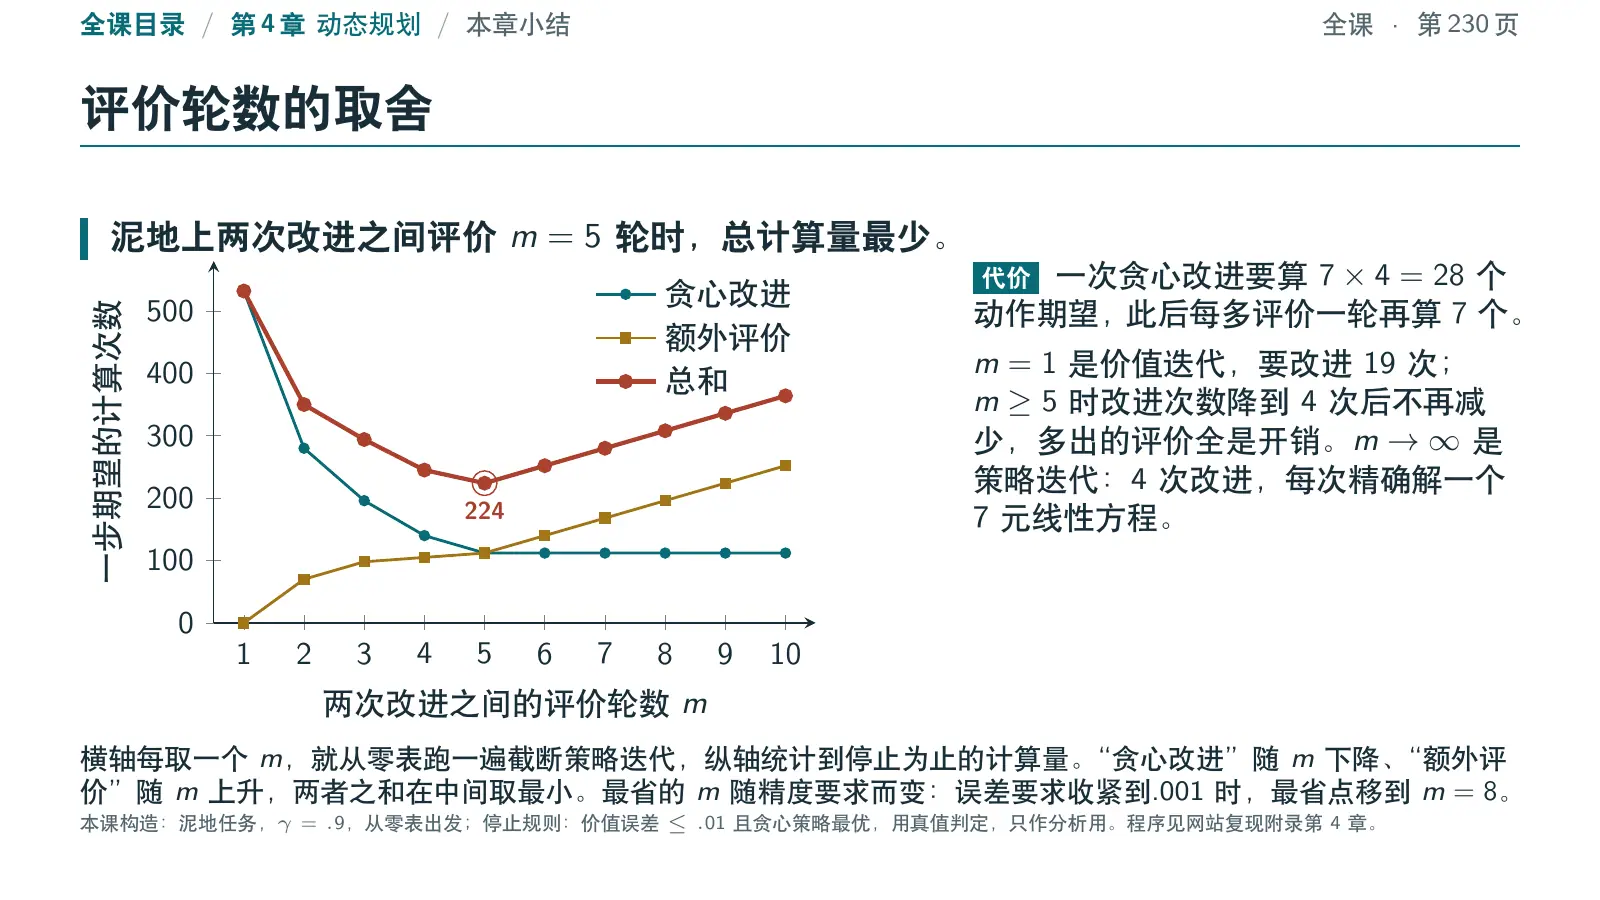 全课目录 / 第 4 章 动态规划 / 本章小结
全课 · 第 230 页
评价轮数的取舍
泥地上两次改进之间评价 m = 5 轮时，总计算量最少。
一步期望的计算次数
500
400
300
200
100
0
贪心改进
额外评价
总和
224
1 2 3 4 5 6 7 8 9 10
两次改进之间的评价轮数 m
代价 一次贪心改进要算 7 × 4 = 28 个
动作期望，此后每多评价一轮再算 7 个。
m = 1 是价值迭代，要改进 19 次；
m ≥ 5 时改进次数降到 4 次后不再减
少，多出的评价全是开销。m → ∞ 是
策略迭代：4 次改进，每次精确解一个
7 元线性方程。
横轴每取一个 m，就从零表跑一遍截断策略迭代，纵轴统计到停止为止的计算量。“贪心改进” 随 m 下降、“额外评
价” 随 m 上升，两者之和在中间取最小。最省的 m 随精度要求而变：误差要求收紧到.001 时，最省点移到 m = 8。
本课构造：泥地任务，γ = .9，从零表出发；停止规则：价值误差 ≤ .01 且贪心策略最优，用真值判定，只作分析用。程序见网站复现附录第 4 章。